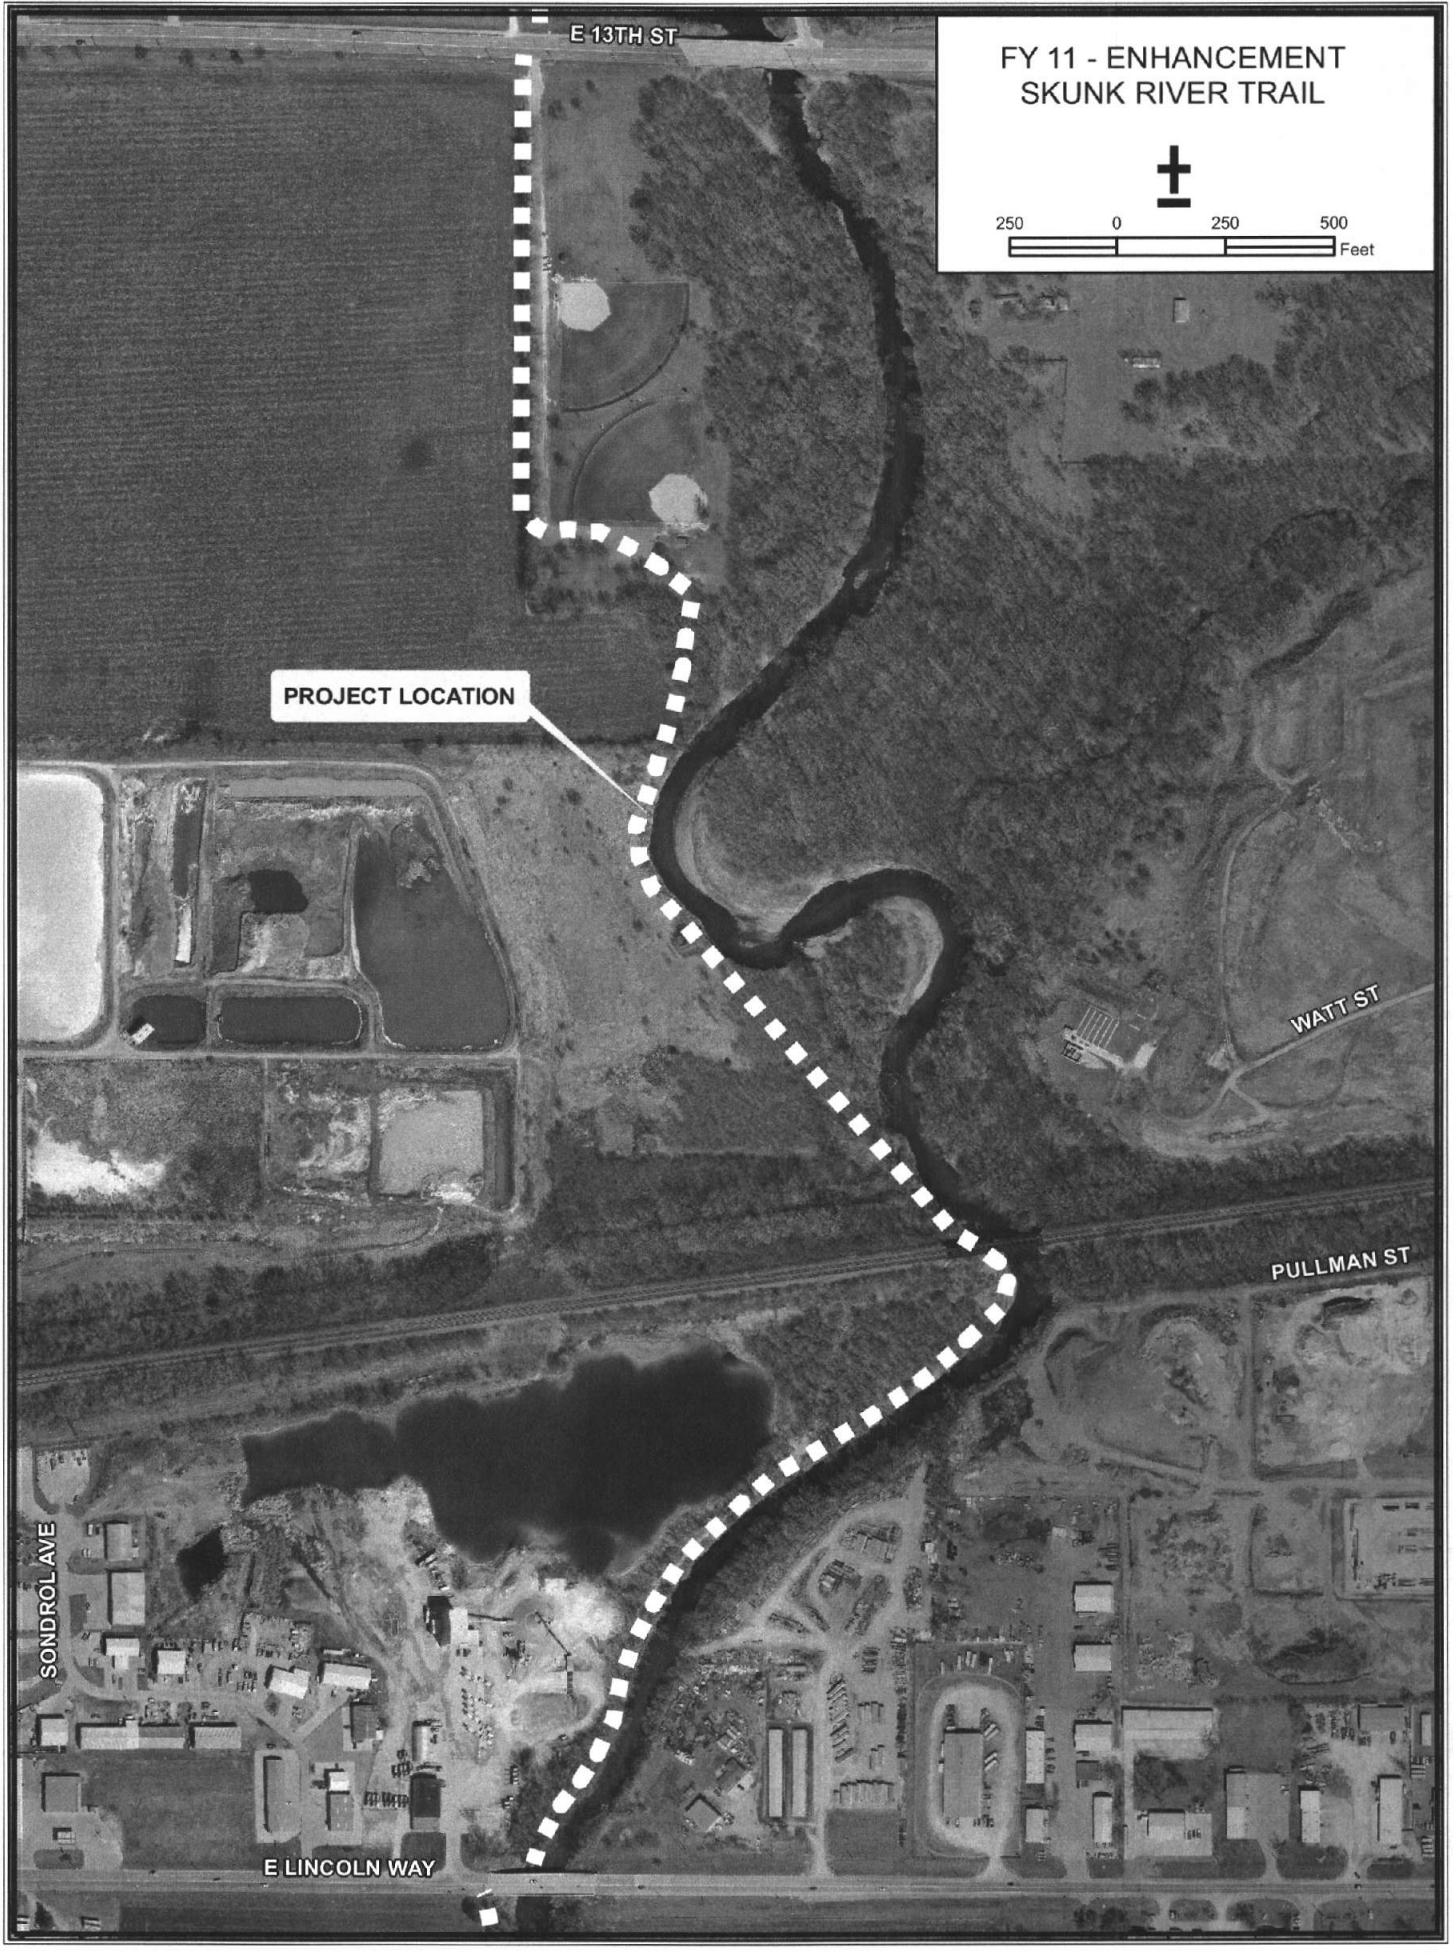 E 13TH ST
FY 11 - ENHANCEMENT
SKUNK RIVER TRAIL
250 0 250 500
Feet
PROJECT LOCATION
WATT ST
PULLMAN ST
SONDROL AVE
E LINCOLN WAY